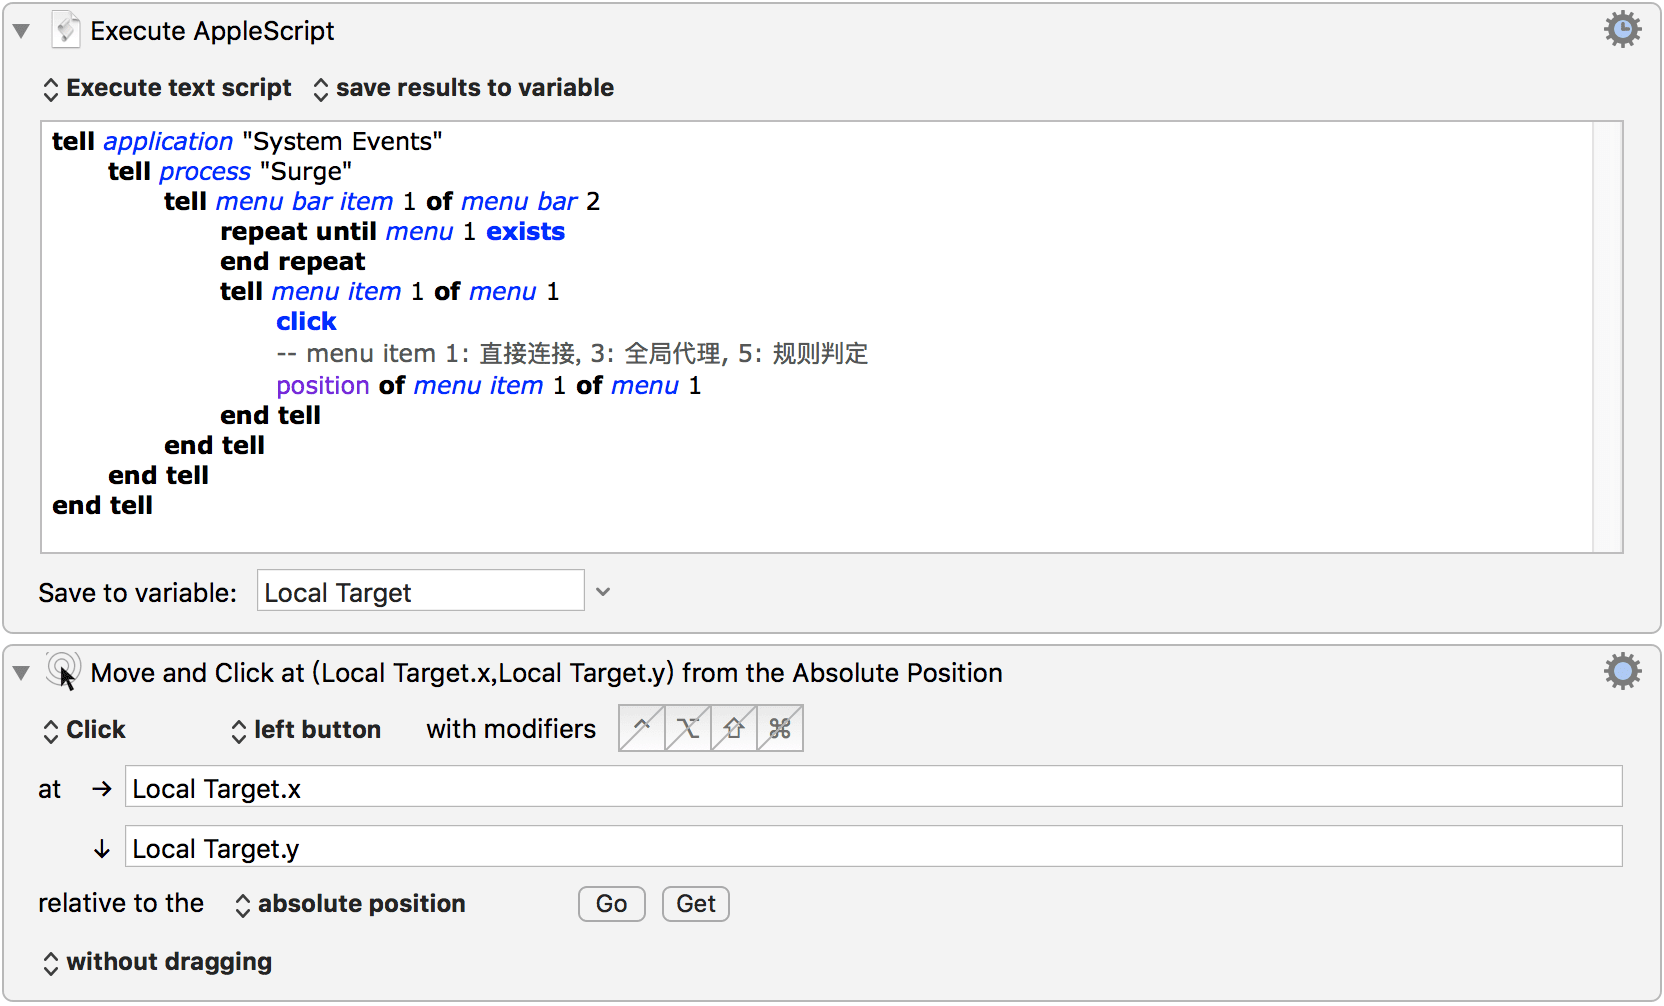 Execute AppleScript
Execute text script save results to variable
tell application "System Events"
tell process "Surge"
tell menu bar item 1 of menu bar 2
repeat until menu 1 exists
end repeat
tell menu item 1 of menu 1
click
-- menu item 1: 直接连接, 3: 全局代理, 5: 规则判定
position of menu item 1 of menu 1
end tell
end tell
end tell
end tell
Save to variable: Local Target
Move and Click at (Local Target.x,Local Target.y) from the Absolute Position
Click left button with modifiers ⌃ ⌥ ⇧ ⌘
at → Local Target.x
↓ Local Target.y
relative to the absolute position Go Get
without dragging